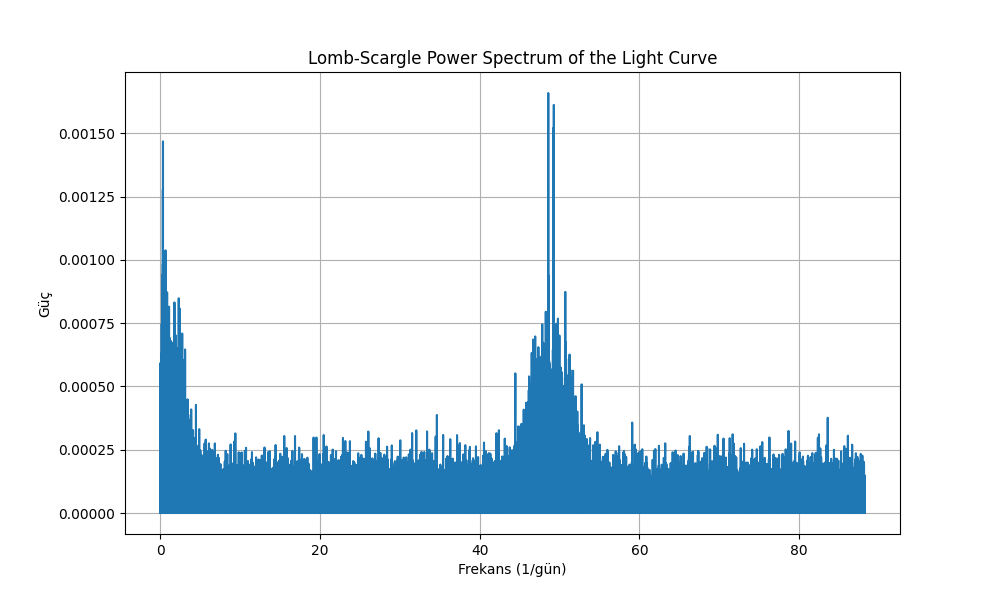 Lomb-Scargle Power Spectrum of the Light Curve
0.00150
0.00125
0.00100
0.00075
0.00050
0.00025
0.00000
Güç
0 20 40 60 80
Frekans (1/gün)